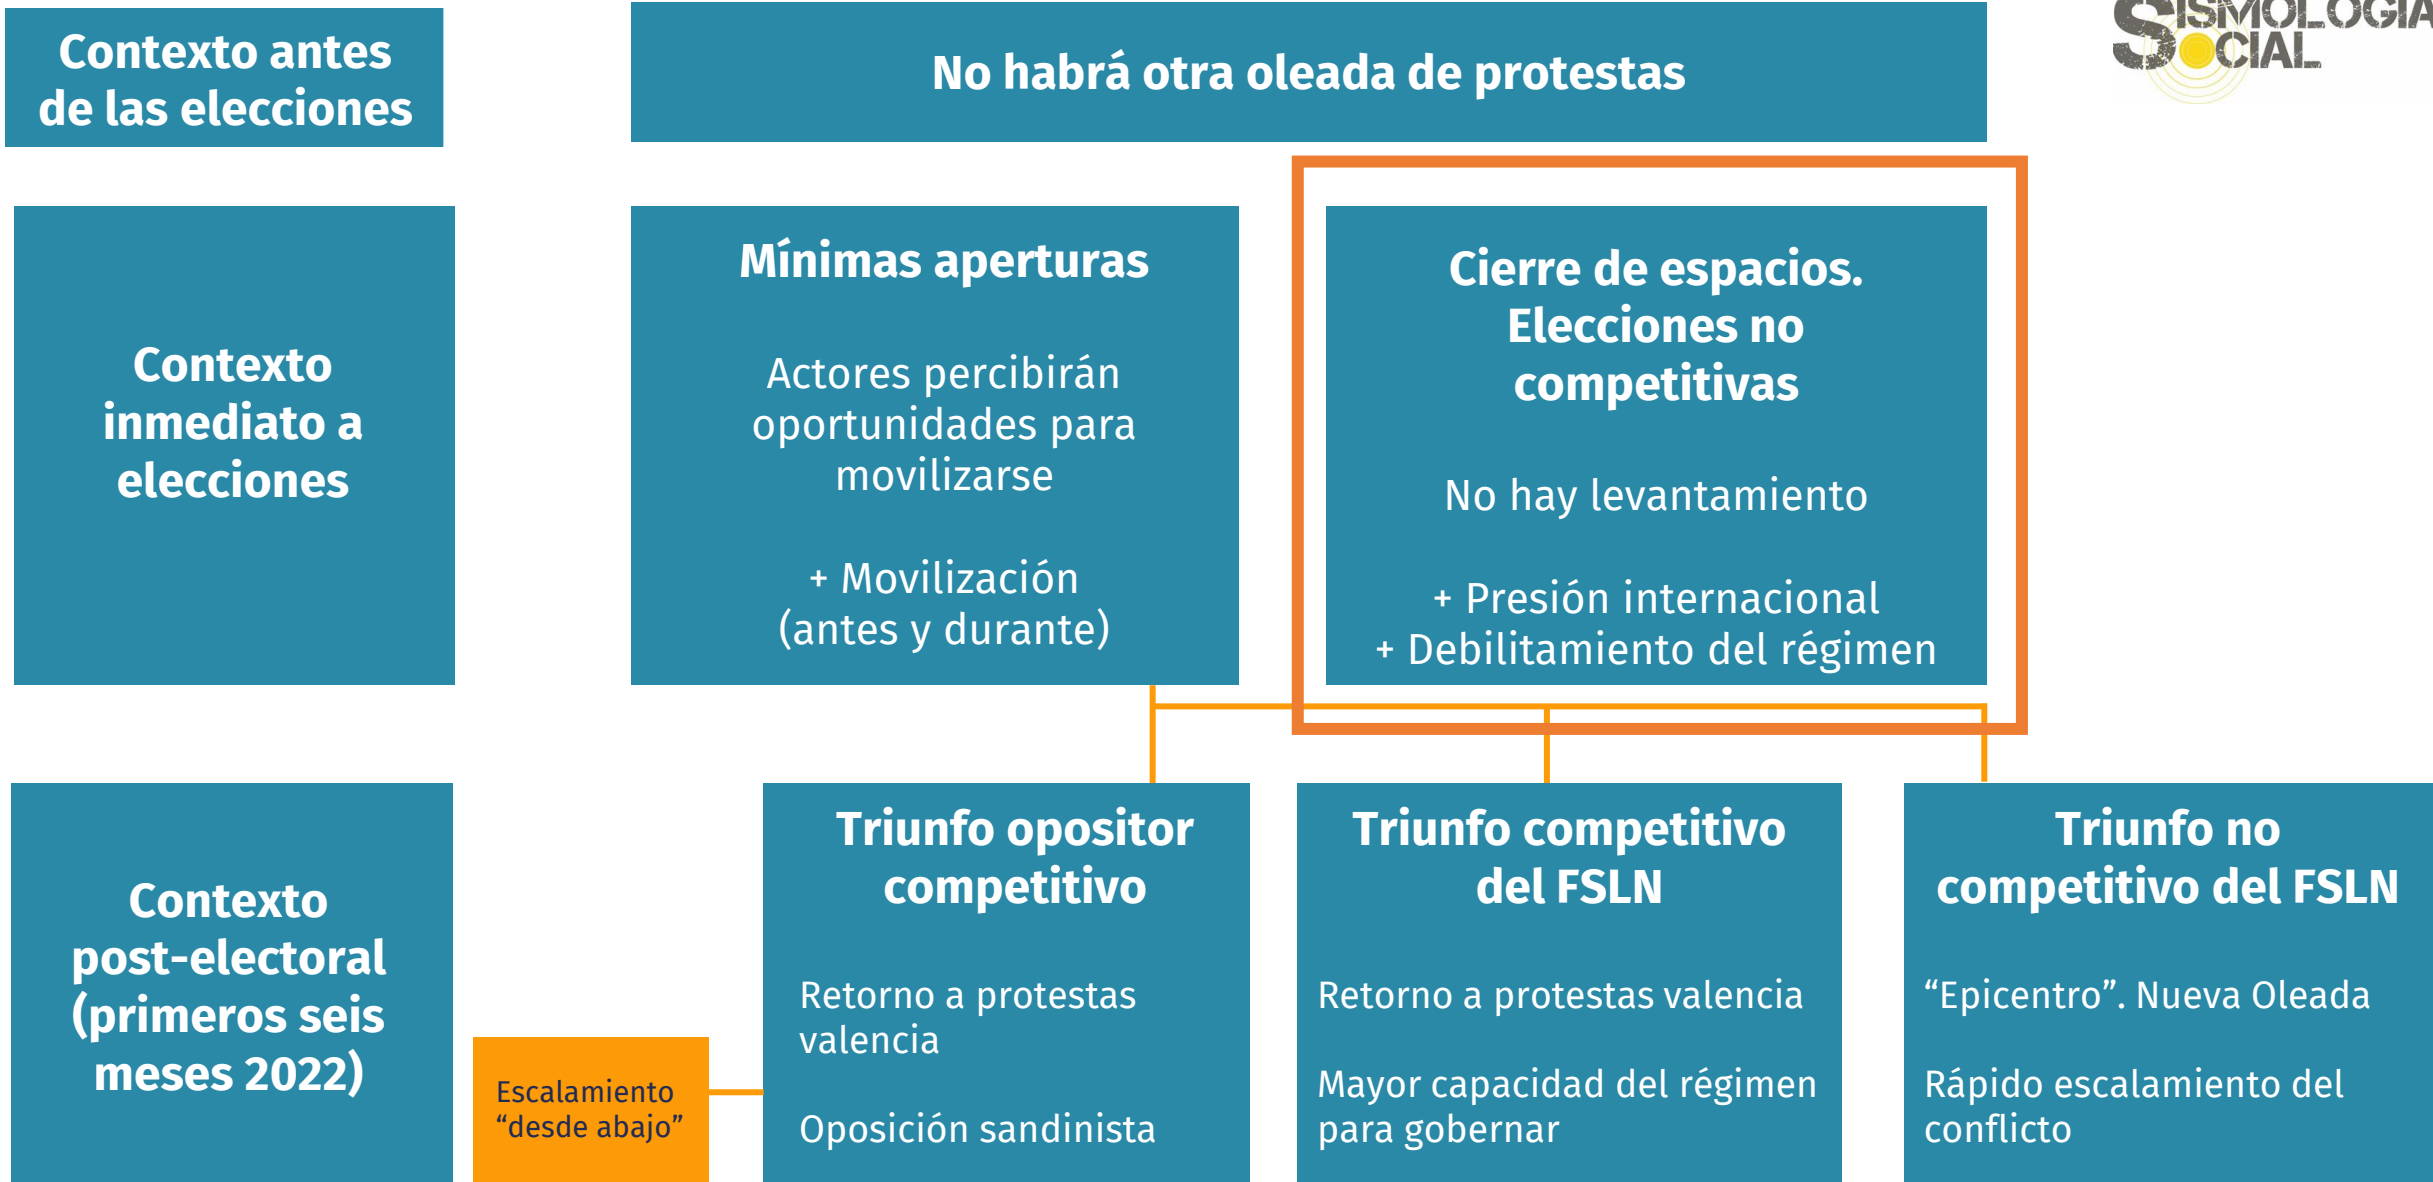 Contexto antes
de las elecciones
No habrá otra oleada de protestas
SISMOLOGÍA
SOCIAL
Contexto
inmediato a
elecciones
Mínimas aperturas
Actores percibirán
oportunidades para
movilizarse
+ Movilización
(antes y durante)
Cierre de espacios.
Elecciones no
competitivas
No hay levantamiento
+ Presión internacional
+ Debilitamiento del régimen
Contexto
post-electoral
(primeros seis
meses 2022)
Escalamiento
“desde abajo”
Triunfo opositor
competitivo
Retorno a protestas
valencia
Oposición sandinista
Triunfo competitivo
del FSLN
Retorno a protestas valencia
Mayor capacidad del régimen
para gobernar
Triunfo no
competitivo del FSLN
“Epicentro”. Nueva Oleada
Rápido escalamiento del
conflicto